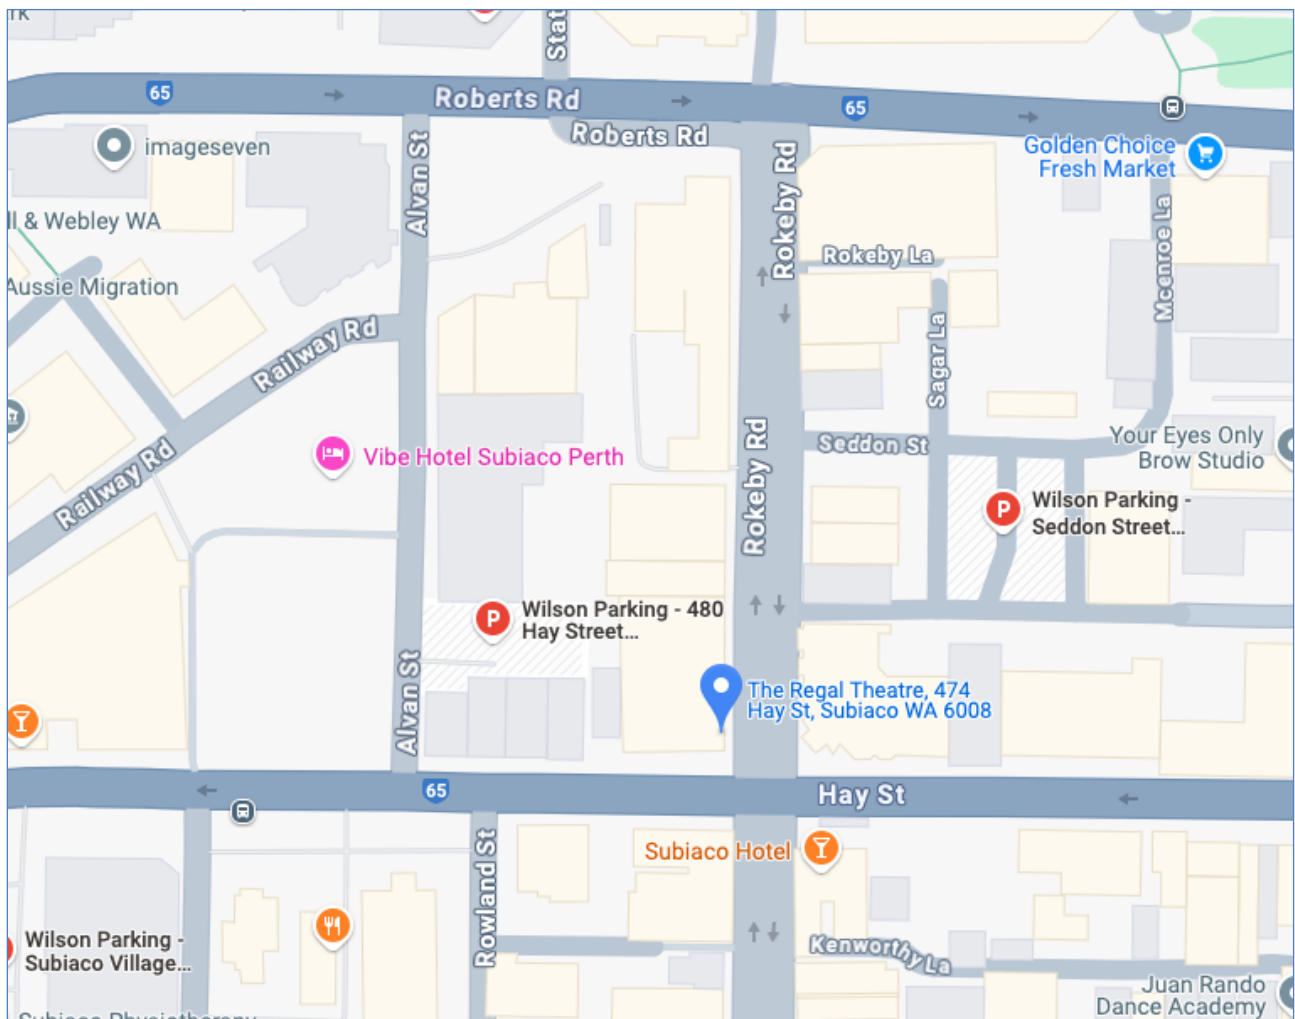 Stat
65
Roberts Rd
65
Roberts Rd
imageseven
Alvan St
Rokeby Rd
Golden Choice
Fresh Market
ll & Webley WA
Mcenroe La
Rokeby La
Aussie Migration
Railway Rd
Sagar La
Vibe Hotel Subiaco Perth
Rokeby Rd
Seddon St
Your Eyes Only
Brow Studio
Railway Rd
P
Wilson Parking -
Seddon Street...
P
Wilson Parking - 480
Hay Street...
Alvan St
The Regal Theatre, 474
Hay St, Subiaco WA 6008
65
Hay St
Rowland St
Subiaco Hotel
Wilson Parking -
Subiaco Village...
Kenworthy La
Juan Rando
Dance Academy
Subiaco Physiotherapy